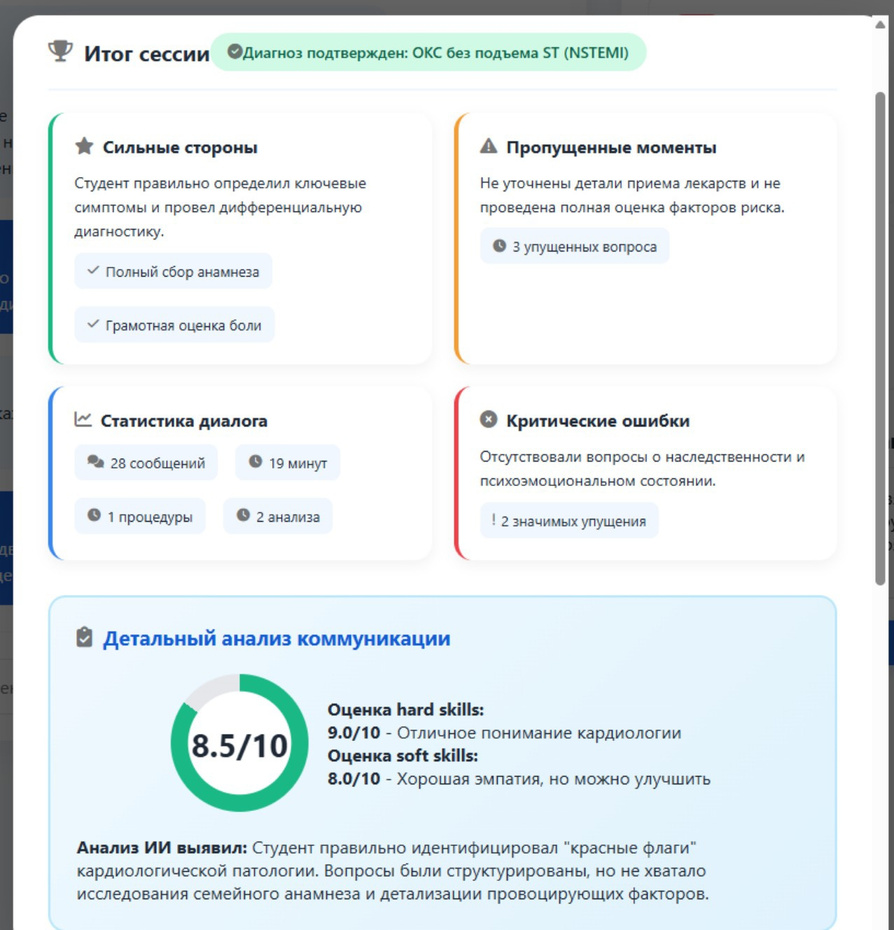 Итог сессии
Диагноз подтвержден: ОКС без подъема ST (NSTEMI)
Сильные стороны
Студент правильно определил ключевые
симптомы и провел дифференциальную
диагностику.
Полный сбор анамнеза
Грамотная оценка боли
Пропущенные моменты
Не уточнены детали приема лекарств и не
проведена полная оценка факторов риска.
3 упущенных вопроса
Статистика диалога
28 сообщений
19 минут
1 процедуры
2 анализа
Критические ошибки
Отсутствовали вопросы о наследственности и
психоэмоциональном состоянии.
! 2 значимых упущения
Детальный анализ коммуникации
8.5/10
Оценка hard skills:
9.0/10 - Отличное понимание кардиологии
Оценка soft skills:
8.0/10 - Хорошая эмпатия, но можно улучшить
Анализ ИИ выявил: Студент правильно идентифицировал "красные флаги"
кардиологической патологии. Вопросы были структурированы, но не хватало
исследования семейного анамнеза и детализации провоцирующих факторов.